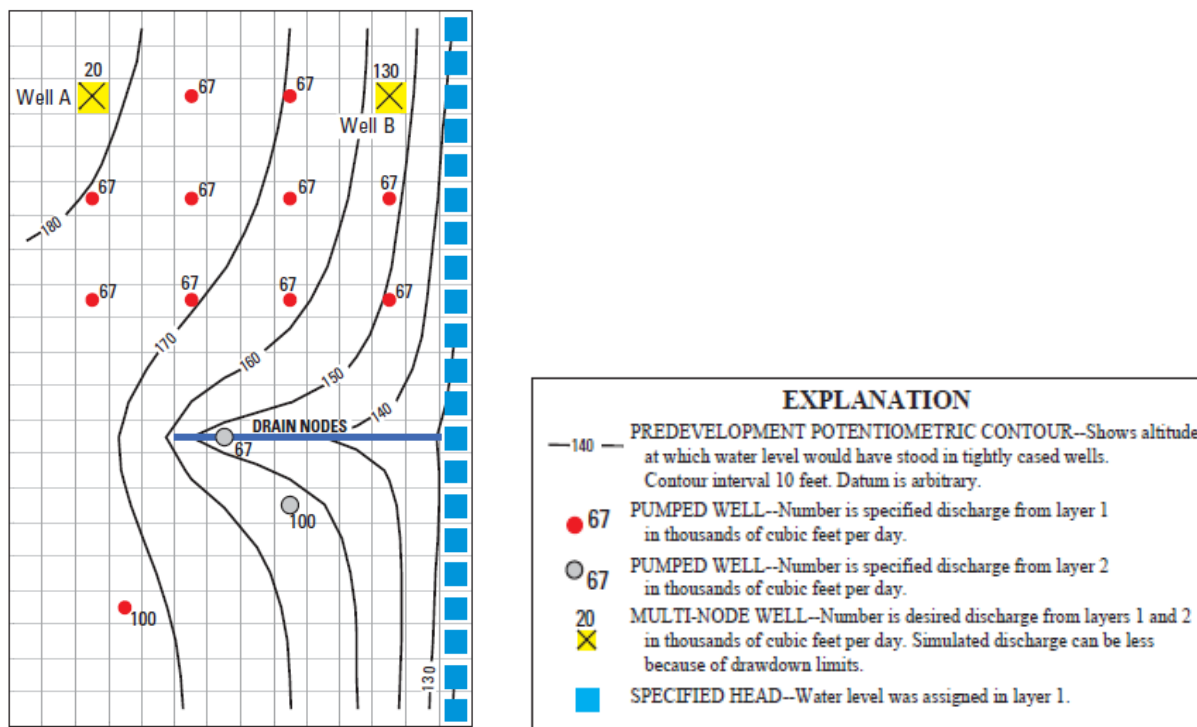 20
130
67
67
Well A
Well B
67
67
67
67
180
67
67
67
67
170
160
150
140
DRAIN NODES
67
100
100
130
EXPLANATION
140 PREDEVELOPMENT POTENTIOMETRIC CONTOUR--Shows altitude
at which water level would have stood in tightly cased wells.
Contour interval 10 feet. Datum is arbitrary.
67 PUMPED WELL--Number is specified discharge from layer 1
in thousands of cubic feet per day.
67 PUMPED WELL--Number is specified discharge from layer 2
in thousands of cubic feet per day.
20 MULTI-NODE WELL--Number is desired discharge from layers 1 and 2
in thousands of cubic feet per day. Simulated discharge can be less
because of drawdown limits.
SPECIFIED HEAD--Water level was assigned in layer 1.